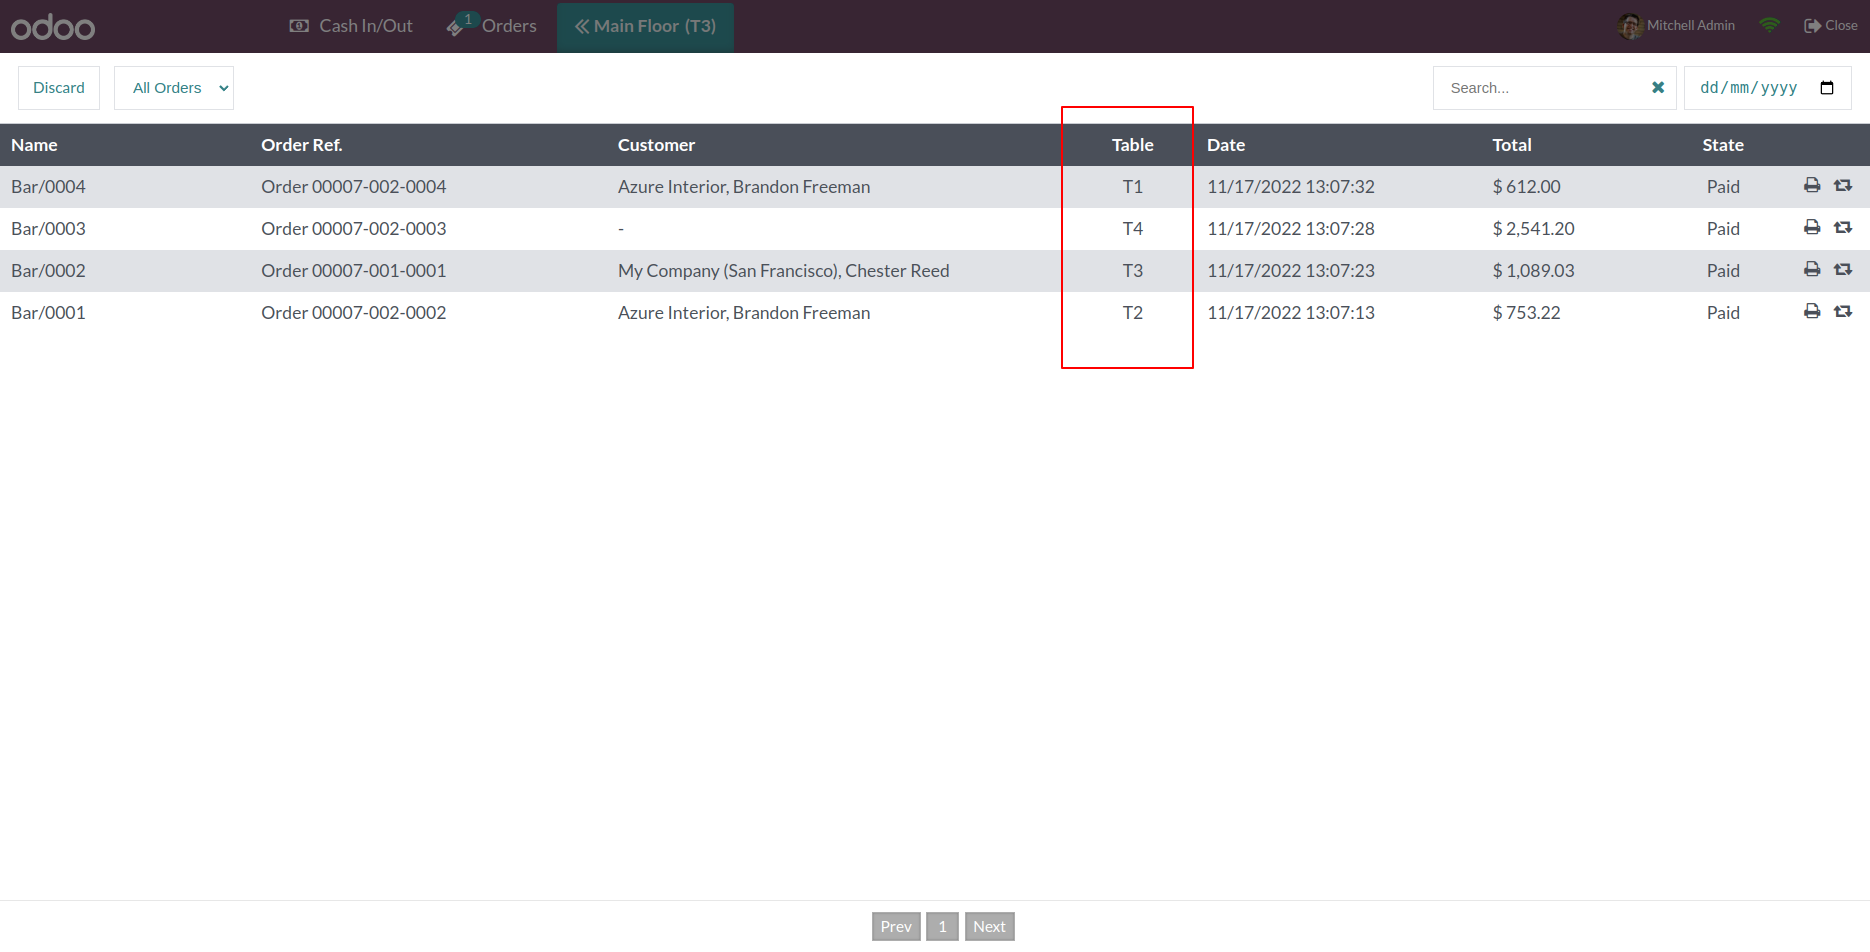 odoo Cash In/Out 1 Orders Main Floor (T3) Mitchell Admin Close
Discard All Orders Search... dd/mm/yyyy
Name Order Ref. Customer Table Date Total State
Bar/0004 Order 00007-002-0004 Azure Interior, Brandon Freeman T1 11/17/2022 13:07:32 $ 612.00 Paid
Bar/0003 Order 00007-002-0003 - T4 11/17/2022 13:07:28 $ 2,541.20 Paid
Bar/0002 Order 00007-001-0001 My Company (San Francisco), Chester Reed T3 11/17/2022 13:07:23 $ 1,089.03 Paid
Bar/0001 Order 00007-002-0002 Azure Interior, Brandon Freeman T2 11/17/2022 13:07:13 $ 753.22 Paid
Prev 1 Next